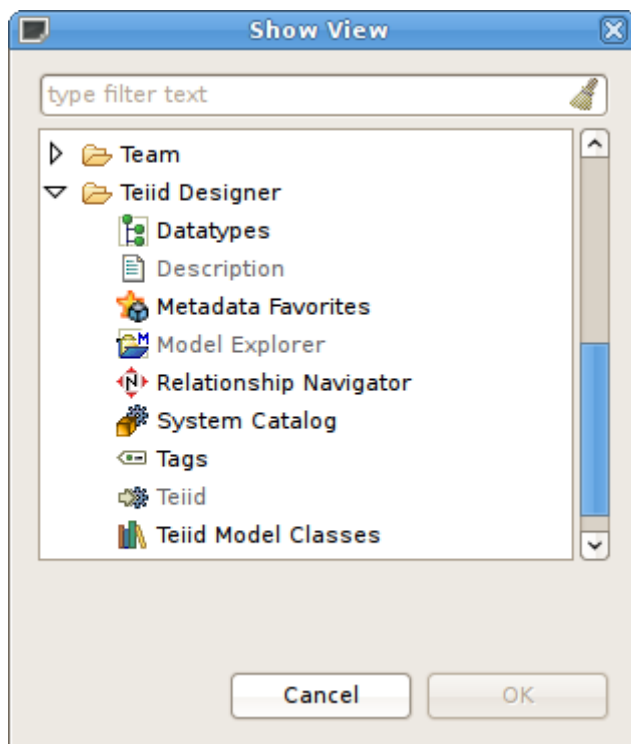 Show View
type filter text
Team
Teiid Designer
Datatypes
Description
Metadata Favorites
Model Explorer
Relationship Navigator
System Catalog
Tags
Teiid
Teiid Model Classes
Cancel OK